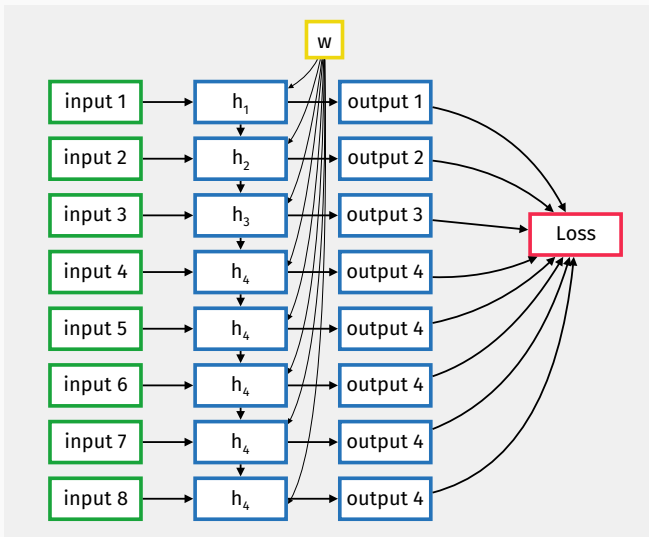 w
input 1 h₁ output 1
input 2 h₂ output 2
input 3 h₃ output 3
Loss
input 4 h₄ output 4
input 5 h₄ output 4
input 6 h₄ output 4
input 7 h₄ output 4
input 8 h₄ output 4